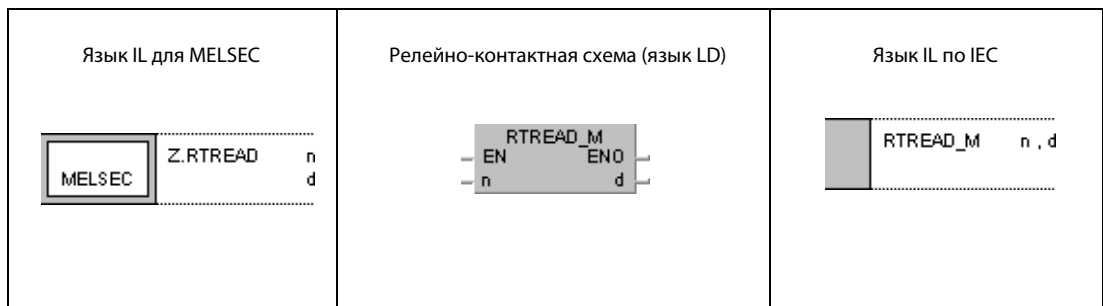 Язык IL для MELSEC
MELSEC
Z.RTREAD n
d
Релейно-контактная схема (язык LD)
RTREAD_M
EN ENO
n d
Язык IL по IEC
RTREAD_M n , d